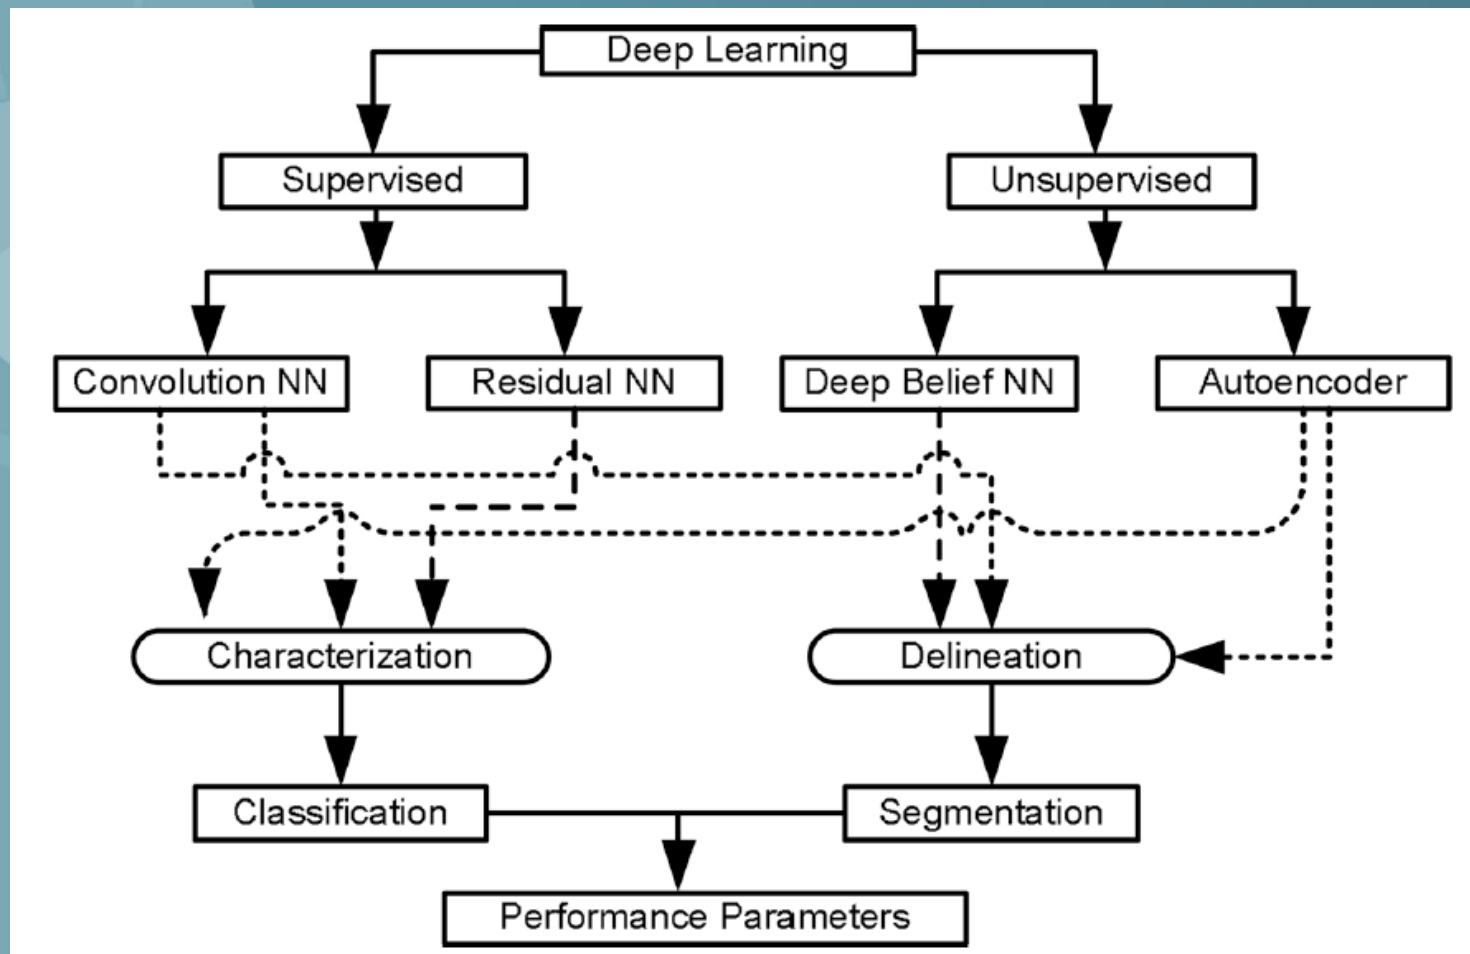 Deep Learning
Supervised
Unsupervised
Convolution NN
Residual NN
Deep Belief NN
Autoencoder
Characterization
Delineation
Classification
Segmentation
Performance Parameters